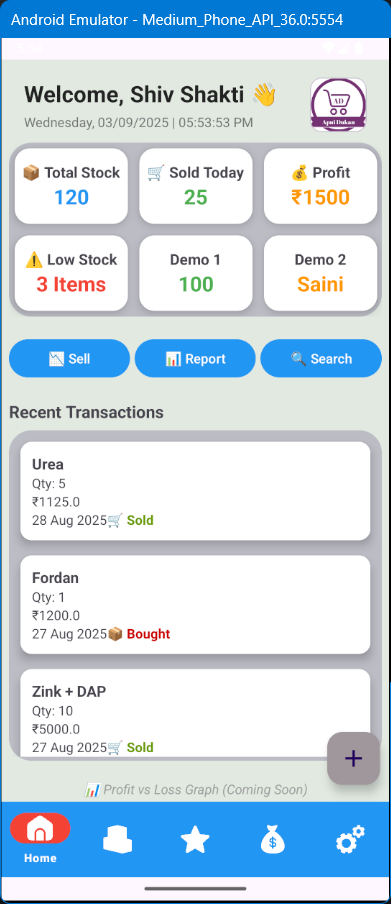 Android Emulator - Medium_Phone_API_36.0:5554
Welcome, Shiv Shakti 👋
Wednesday, 03/09/2025 | 05:53:53 PM
AD
Apni Dukan
📦 Total Stock
120
🛒 Sold Today
25
💰 Profit
₹1500
⚠️ Low Stock
3 Items
Demo 1
100
Demo 2
Saini
📉 Sell
📊 Report
🔍 Search
Recent Transactions
Urea
Qty: 5
₹1125.0
28 Aug 2025🛒 Sold
Fordan
Qty: 1
₹1200.0
27 Aug 2025📦 Bought
Zink + DAP
Qty: 10
₹5000.0
27 Aug 2025🛒 Sold
+
📊 Profit vs Loss Graph (Coming Soon)
Home